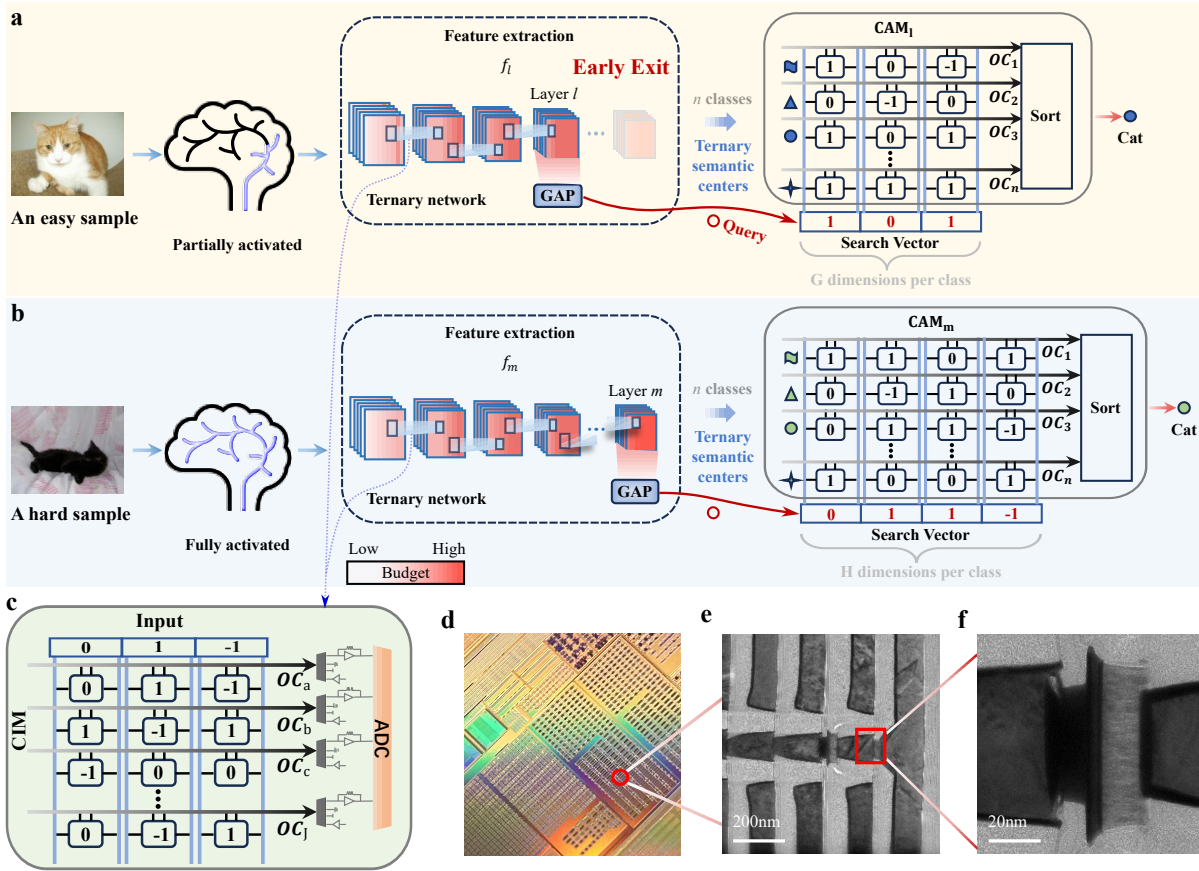 a
Feature extraction
f_l
Early Exit
Layer l
Ternary network
GAP
An easy sample
Partially activated
n classes
Ternary
semantic
centers
Query
CAM_l
1 0 -1 OC_1
0 -1 0 OC_2
1 0 1 OC_3
1 1 1 OC_n
Sort
Cat
1 0 1
Search Vector
G dimensions per class
b
Feature extraction
f_m
Layer m
Ternary network
GAP
A hard sample
Fully activated
Low High
Budget
n classes
Ternary
semantic
centers
CAM_m
1 1 0 1 OC_1
0 -1 1 0 OC_2
0 1 1 -1 OC_3
1 0 0 1 OC_n
Sort
Cat
0 1 1 -1
Search Vector
H dimensions per class
c
Input
0 1 -1
CIM
0 1 -1 OC_a
1 -1 1 OC_b
-1 0 0 OC_c
0 -1 1 OC_J
ADC
d
e
200nm
f
20nm